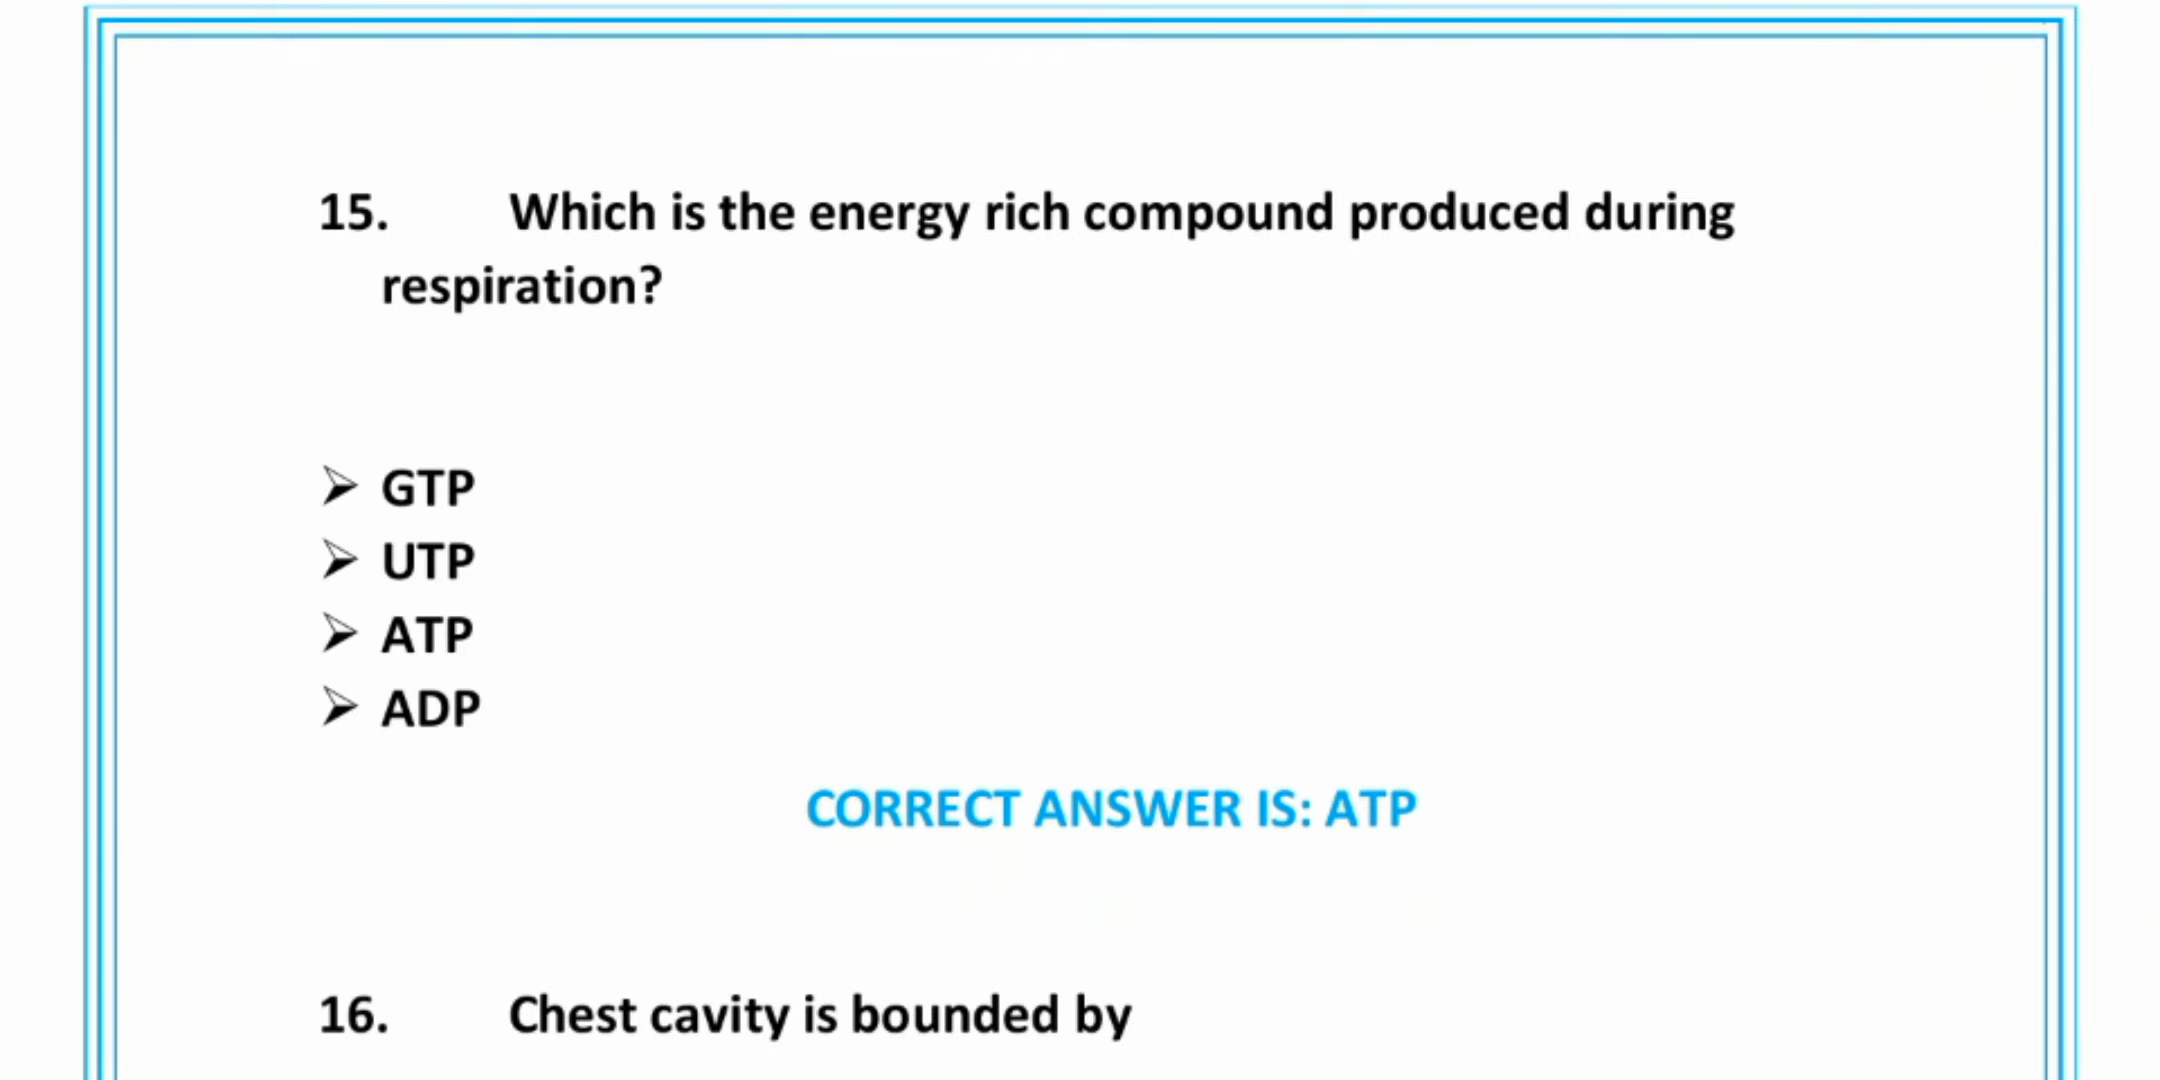 15. Which is the energy rich compound produced during
respiration?
➢ GTP
➢ UTP
➢ ATP
➢ ADP
CORRECT ANSWER IS: ATP
16. Chest cavity is bounded by